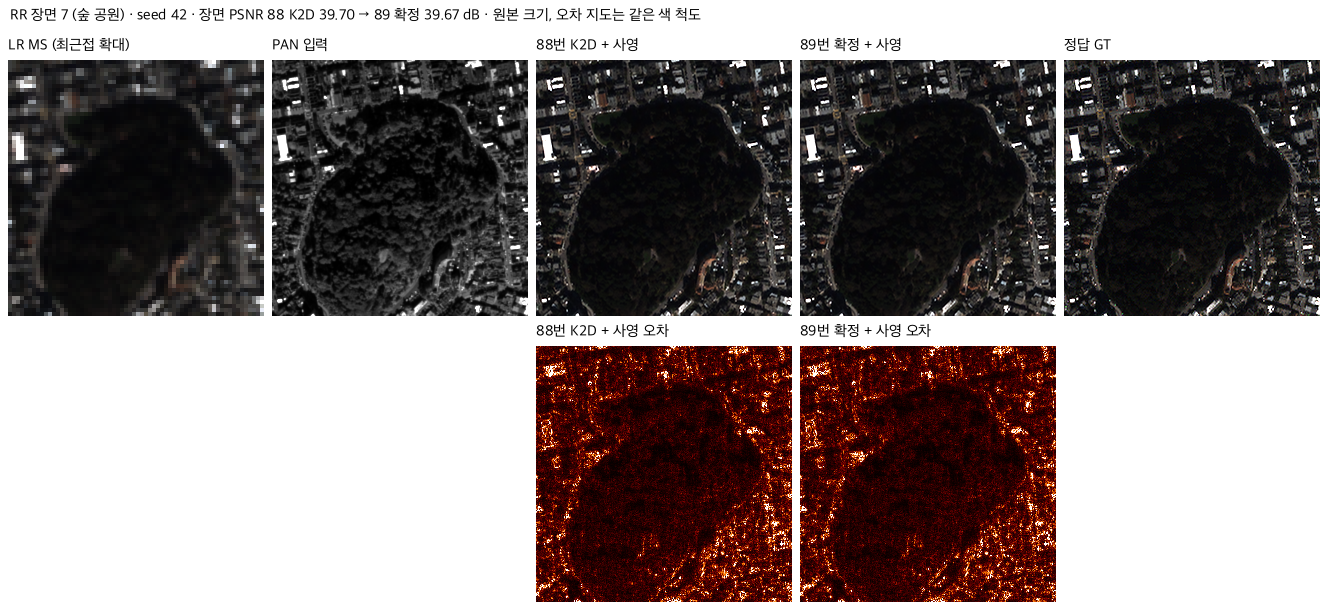 RR 장면 7 (숲 공원) · seed 42 · 장면 PSNR 88 K2D 39.70 → 89 확정 39.67 dB · 원본 크기, 오차 지도는 같은 색 척도
LR MS (최근접 확대)
PAN 입력
88번 K2D + 사영
89번 확정 + 사영
정답 GT
88번 K2D + 사영 오차
89번 확정 + 사영 오차